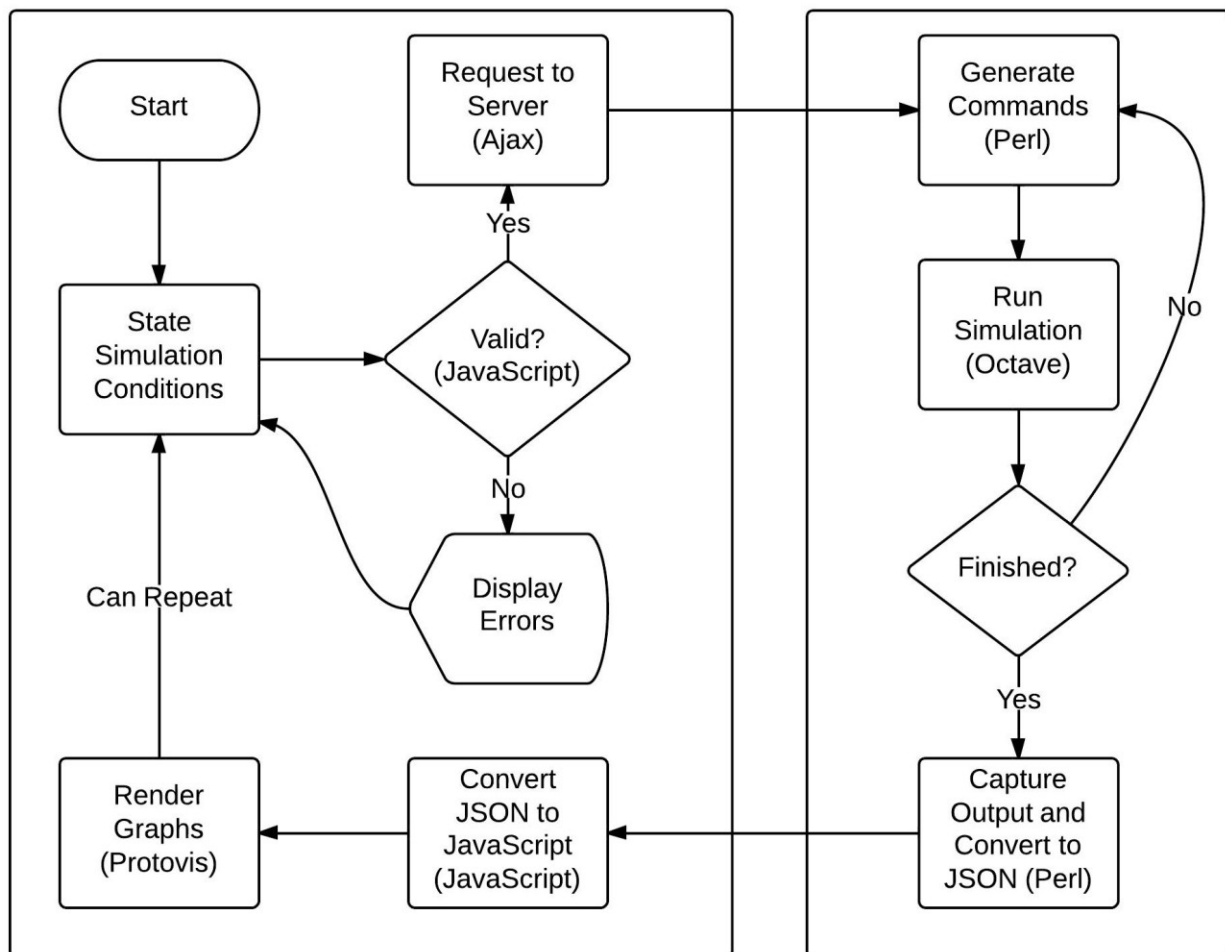 Start
Request to
Server
(Ajax)
Generate
Commands
(Perl)
Yes
State
Simulation
Conditions
Valid?
(JavaScript)
Run
Simulation
(Octave)
No
No
Display
Errors
Finished?
Can Repeat
Yes
Render
Graphs
(Protovis)
Convert
JSON to
JavaScript
(JavaScript)
Capture
Output and
Convert to
JSON (Perl)